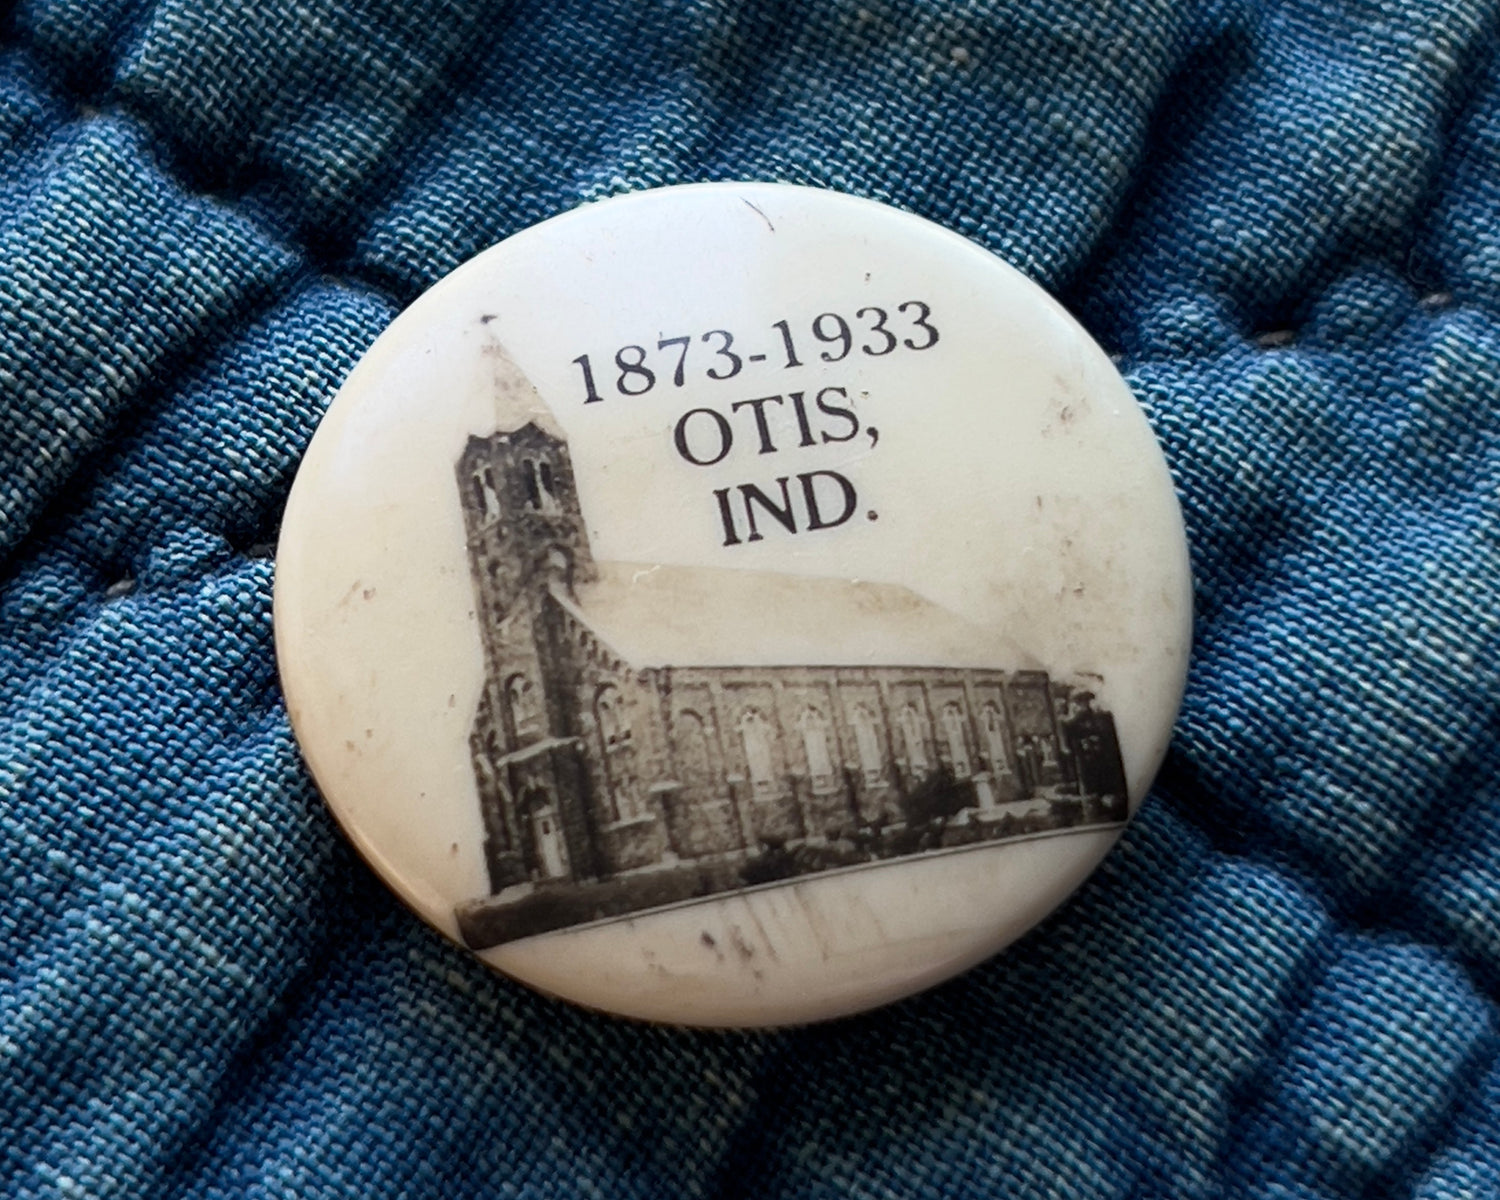 1873-1933
OTIS,
IND.